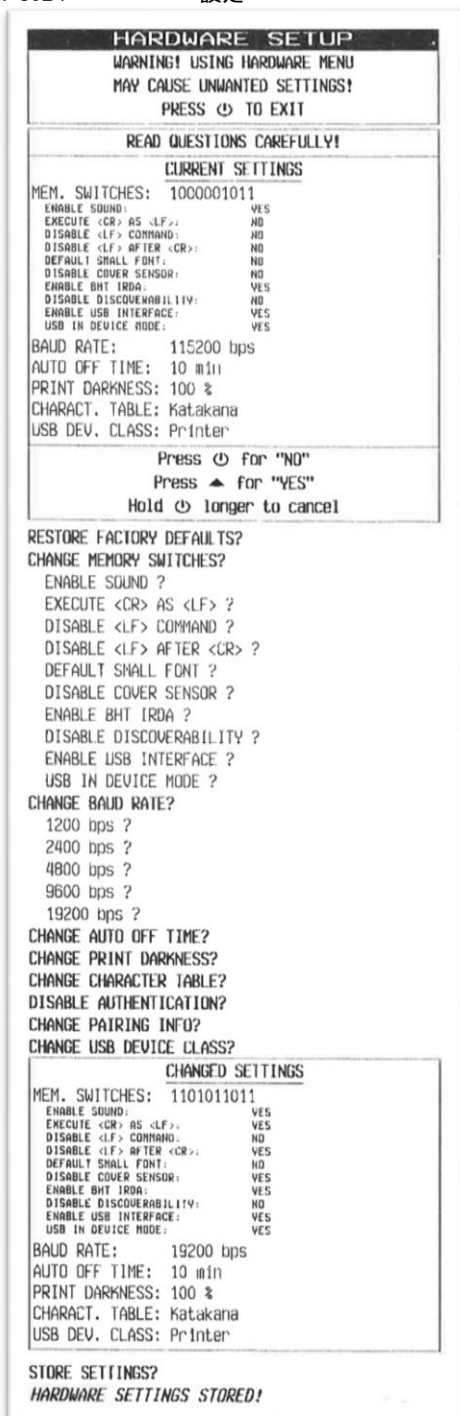 設定
HARDWARE SETUP
WARNING! USING HARDWARE MENU
MAY CAUSE UNWANTED SETTINGS!
PRESS ⏻ TO EXIT
READ QUESTIONS CAREFULLY!
CURRENT SETTINGS
MEM. SWITCHES: 1000001011
ENABLE SOUND: YES
EXECUTE <CR> AS <LF>: NO
DISABLE <LF> COMMAND: NO
DISABLE <LF> AFTER <CR>: NO
DEFAULT SMALL FONT: NO
DISABLE COVER SENSOR: NO
ENABLE BHT IRDA: YES
DISABLE DISCOVERABILITY: NO
ENABLE USB INTERFACE: YES
USB IN DEVICE MODE: YES
BAUD RATE: 115200 bps
AUTO OFF TIME: 10 min
PRINT DARKNESS: 100 %
CHARACT. TABLE: Katakana
USB DEV. CLASS: Printer
Press ⏻ for "NO"
Press ▲ for "YES"
Hold ⏻ longer to cancel
RESTORE FACTORY DEFAULTS?
CHANGE MEMORY SWITCHES?
ENABLE SOUND ?
EXECUTE <CR> AS <LF> ?
DISABLE <LF> COMMAND ?
DISABLE <LF> AFTER <CR> ?
DEFAULT SMALL FONT ?
DISABLE COVER SENSOR ?
ENABLE BHT IRDA ?
DISABLE DISCOVERABILITY ?
ENABLE USB INTERFACE ?
USB IN DEVICE MODE ?
CHANGE BAUD RATE?
1200 bps ?
2400 bps ?
4800 bps ?
9600 bps ?
19200 bps ?
CHANGE AUTO OFF TIME?
CHANGE PRINT DARKNESS?
CHANGE CHARACTER TABLE?
DISABLE AUTHENTICATION?
CHANGE PAIRING INFO?
CHANGE USB DEVICE CLASS?
CHANGED SETTINGS
MEM. SWITCHES: 1101011011
ENABLE SOUND: YES
EXECUTE <CR> AS <LF>: YES
DISABLE <LF> COMMAND: NO
DISABLE <LF> AFTER <CR>: YES
DEFAULT SMALL FONT: NO
DISABLE COVER SENSOR: YES
ENABLE BHT IRDA: YES
DISABLE DISCOVERABILITY: NO
ENABLE USB INTERFACE: YES
USB IN DEVICE MODE: YES
BAUD RATE: 19200 bps
AUTO OFF TIME: 10 min
PRINT DARKNESS: 100 %
CHARACT. TABLE: Katakana
USB DEV. CLASS: Printer
STORE SETTINGS?
HARDWARE SETTINGS STORED!